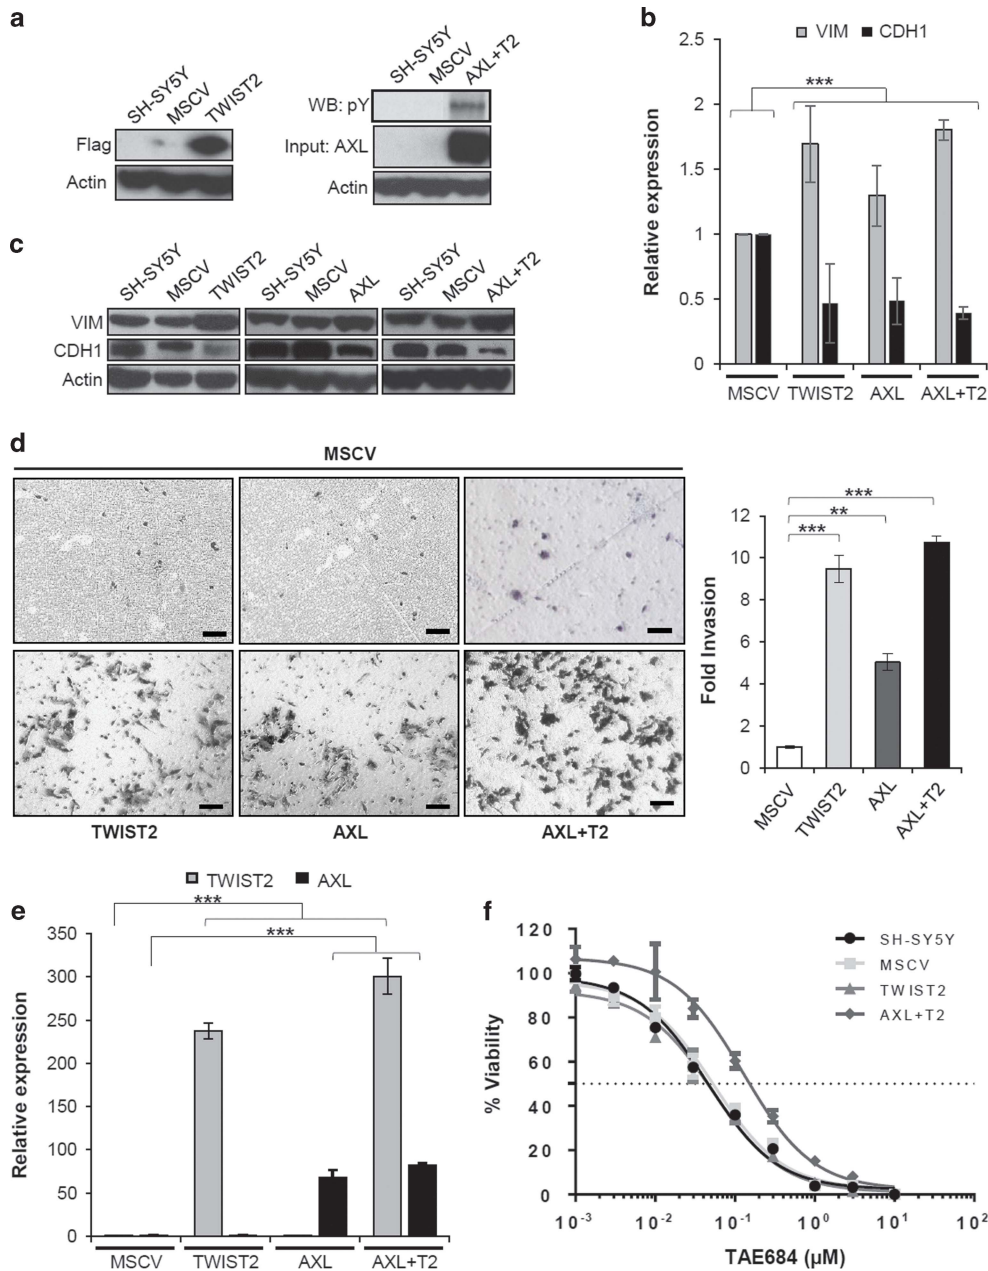 a
SH-SY5Y
MSCV
TWIST2
Flag
Actin
SH-SY5Y
MSCV
AXL+T2
WB: pY
Input: AXL
Actin
b
VIM
CDH1
Relative expression
2.5
2
1.5
1
0.5
0
***
MSCV
TWIST2
AXL
AXL+T2
c
SH-SY5Y
MSCV
TWIST2
SH-SY5Y
MSCV
AXL
SH-SY5Y
MSCV
AXL+T2
VIM
CDH1
Actin
d
MSCV
TWIST2
AXL
AXL+T2
Fold Invasion
12
10
8
6
4
2
0
***
**
***
MSCV
TWIST2
AXL
AXL+T2
e
TWIST2
AXL
***
***
Relative expression
350
300
250
200
150
100
50
0
MSCV
TWIST2
AXL
AXL+T2
f
% Viability
120
100
80
60
40
20
0
SH-SY5Y
MSCV
TWIST2
AXL+T2
10⁻³
10⁻²
10⁻¹
10⁰
10¹
10²
TAE684 (µM)